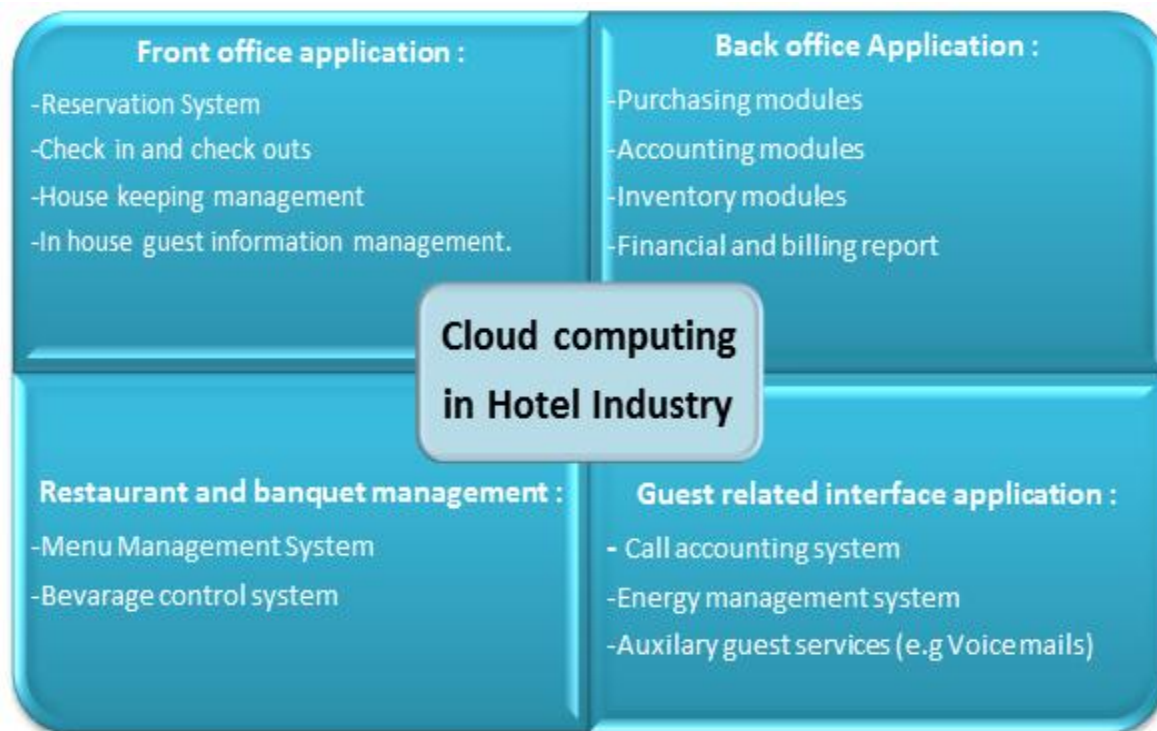 Front office application :
-Reservation System
-Check in and check outs
-House keeping management
-In house guest information management.
Back office Application :
-Purchasing modules
-Accounting modules
-Inventory modules
-Financial and billing report
Cloud computing
in Hotel Industry
Restaurant and banquet management :
-Menu Management System
-Bevarage control system
Guest related interface application :
- Call accounting system
-Energy management system
-Auxilary guest services (e.g Voice mails)